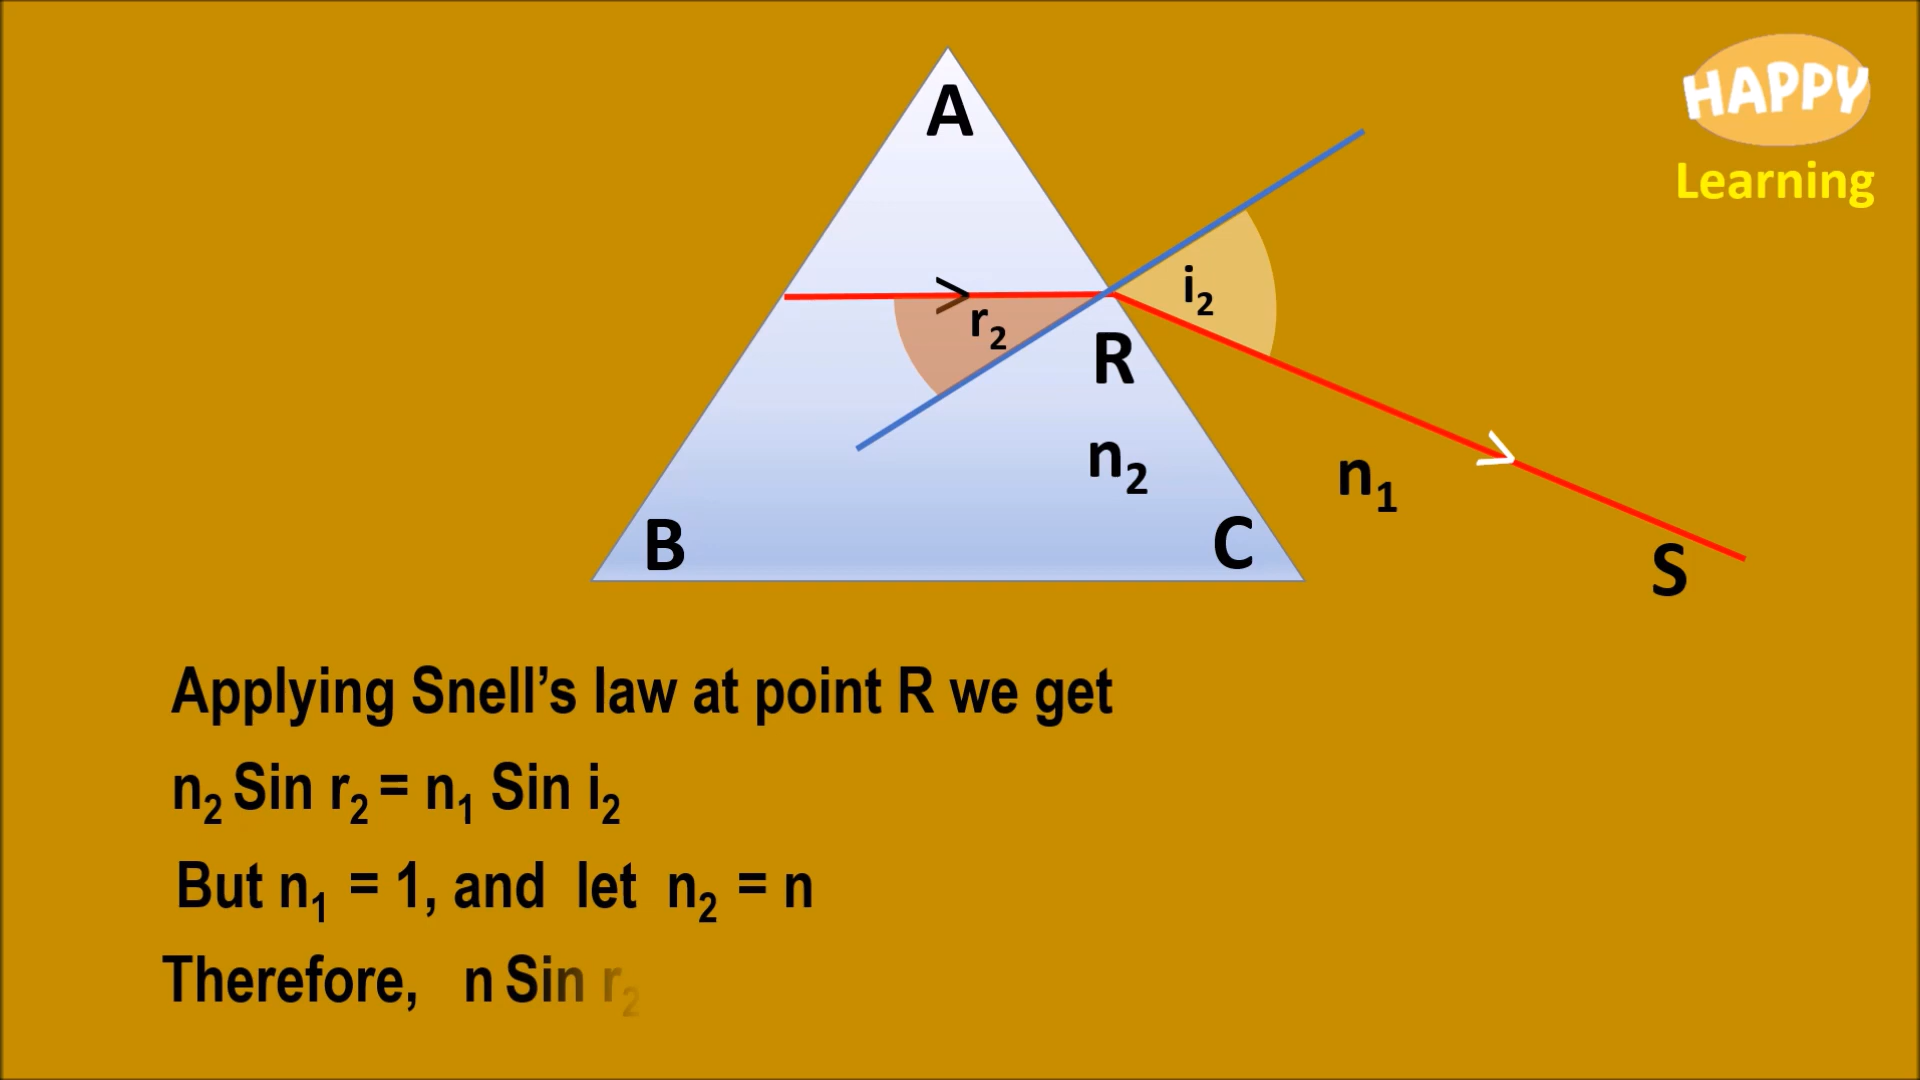 HAPPY
Learning
A
i₂
r₂
R
n₂
n₁
B
C
S
Applying Snell’s law at point R we get
n₂ Sin r₂ = n₁ Sin i₂
But n₁ = 1, and let n₂ = n
Therefore, n Sin r₂